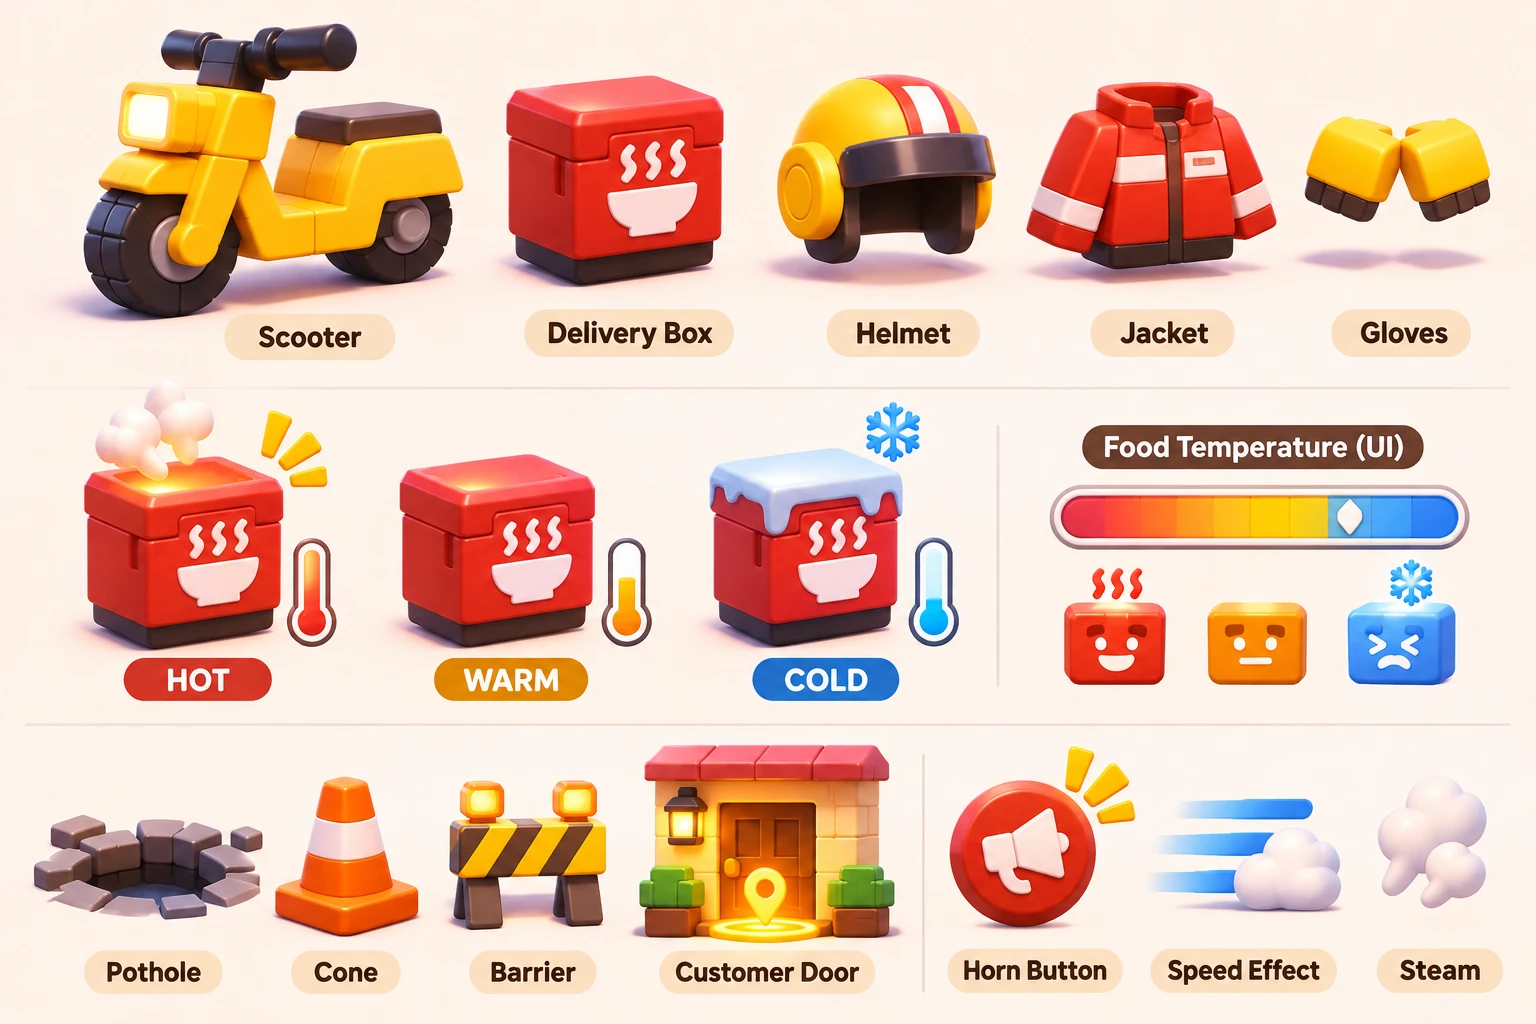 Scooter
Delivery Box
Helmet
Jacket
Gloves
Food Temperature (UI)
HOT
WARM
COLD
Pothole
Cone
Barrier
Customer Door
Horn Button
Speed Effect
Steam